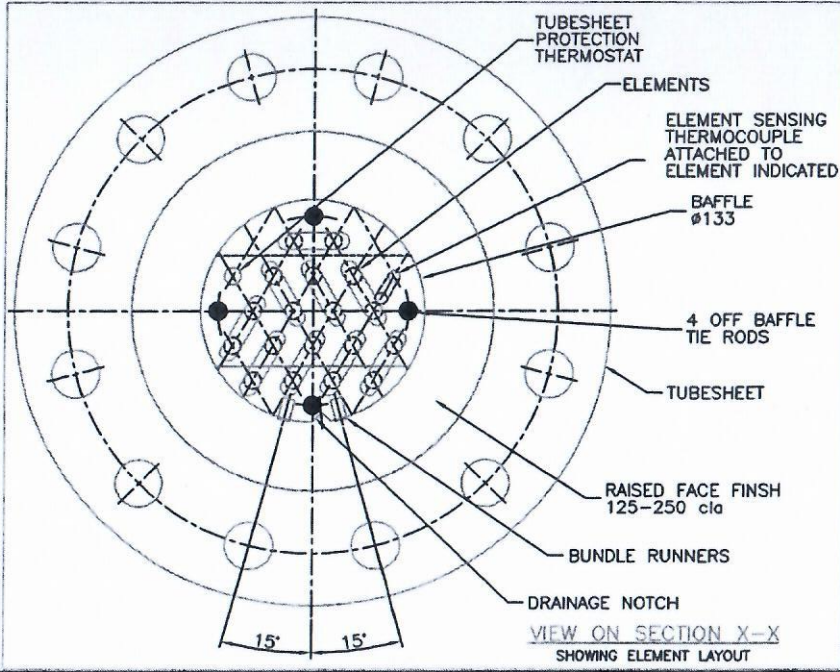 TUBESHEET
PROTECTION
THERMOSTAT
ELEMENTS
ELEMENT SENSING
THERMOCOUPLE
ATTACHED TO
ELEMENT INDICATED
BAFFLE
ø133
4 OFF BAFFLE
TIE RODS
TUBESHEET
RAISED FACE FINSH
125-250 cla
BUNDLE RUNNERS
DRAINAGE NOTCH
15° 15°
VIEW ON SECTION X-X
SHOWING ELEMENT LAYOUT